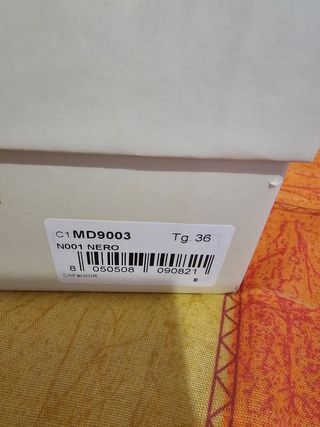 C1 MD9003 Tg. 36
N001 NERO
8 050508 090821
CAFèNOIR
E